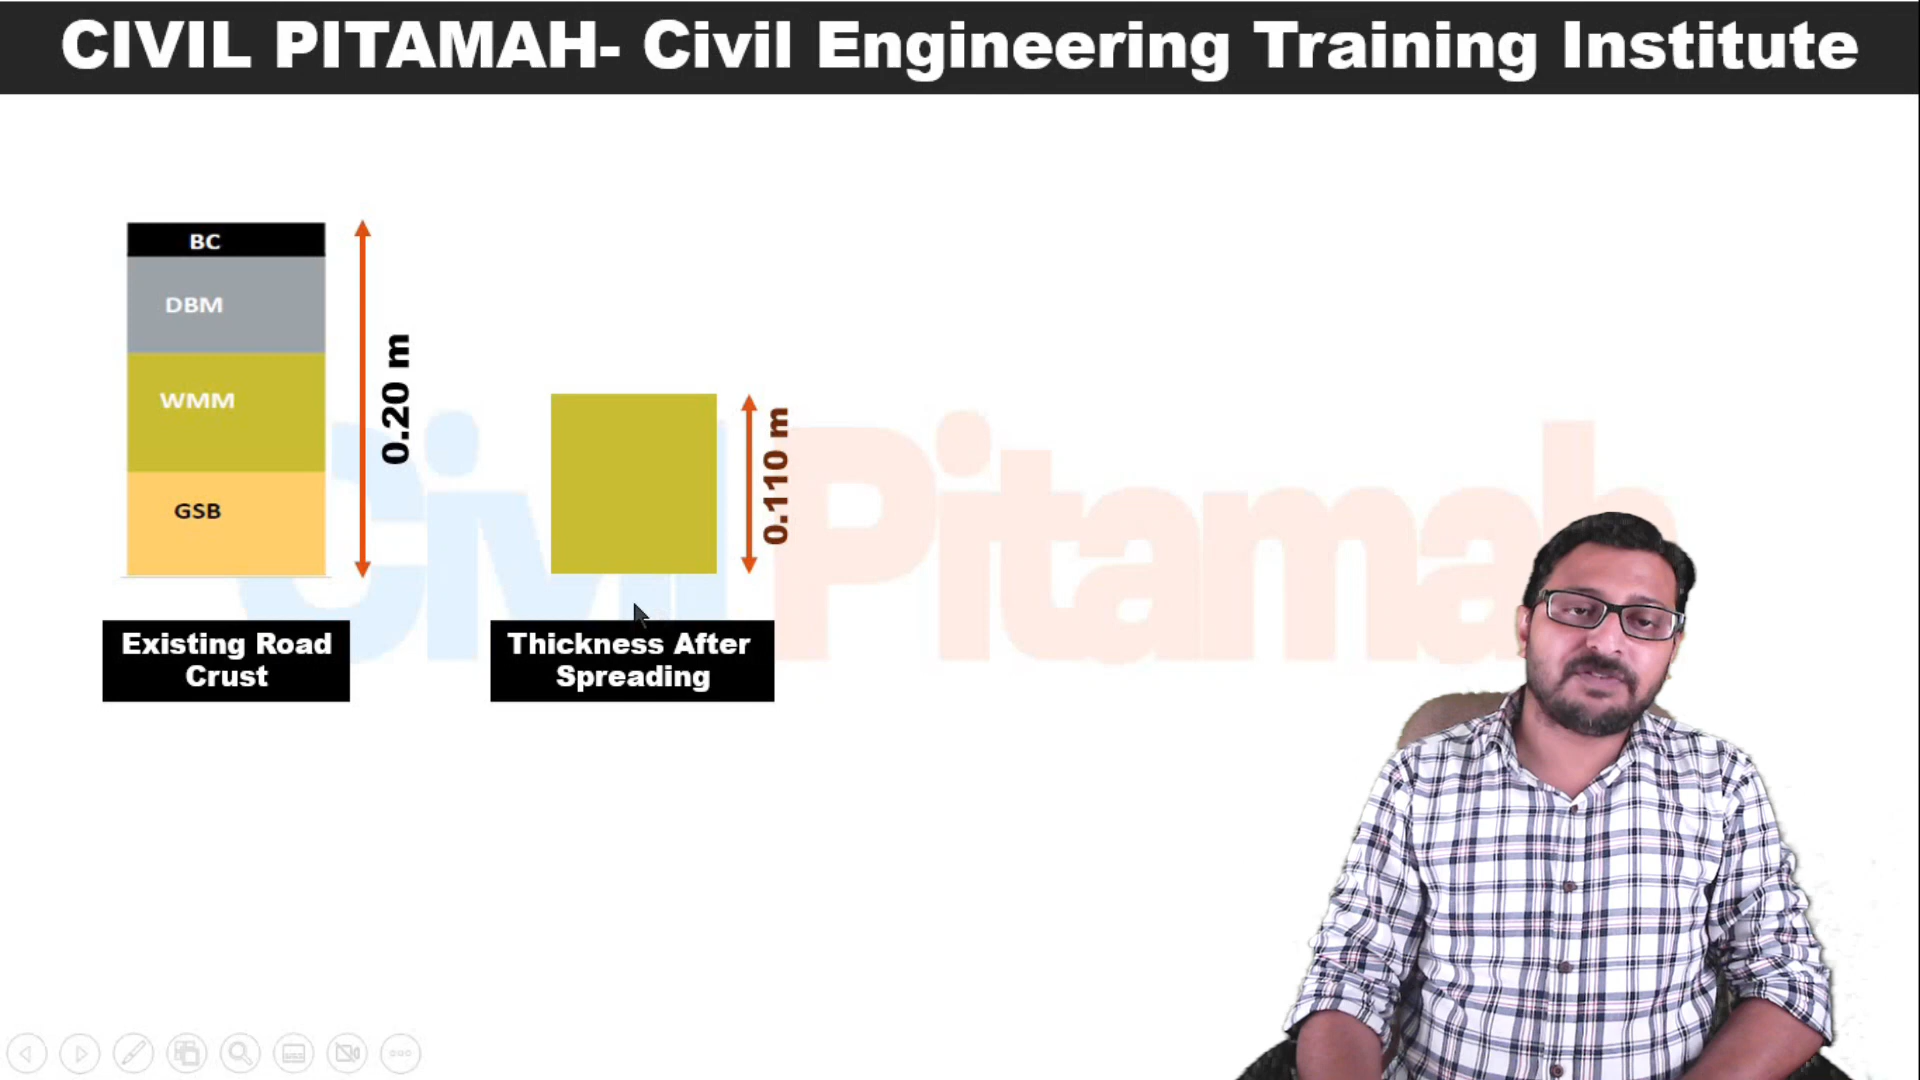 CIVIL PITAMAH- Civil Engineering Training Institute
BC
DBM
WMM
GSB
0.20 m
0.110 m
Civil Pitamah
Existing Road
Crust
Thickness After
Spreading